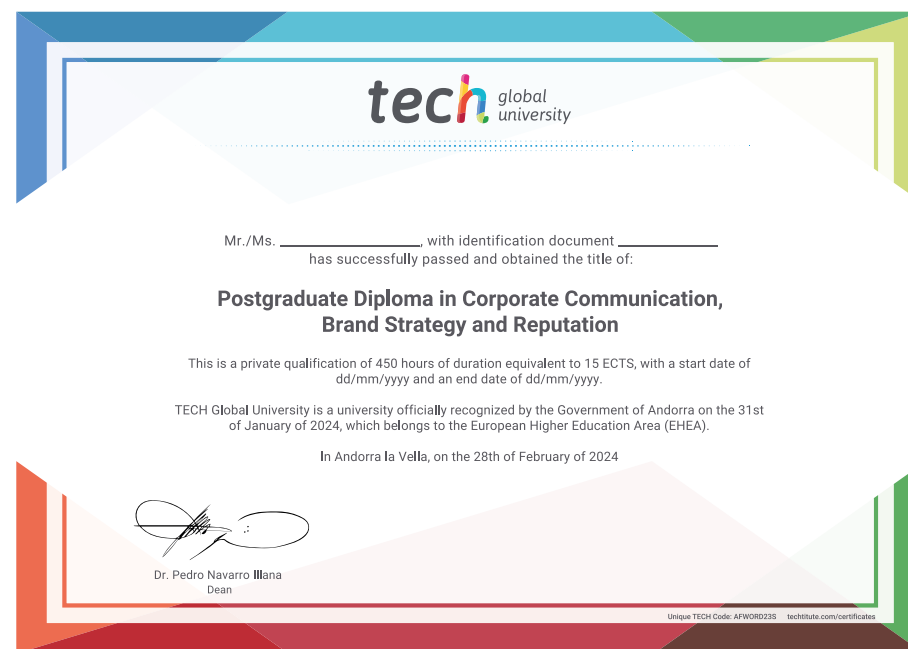 tech global
university
Mr./Ms. ____________, with identification document ____________
has successfully passed and obtained the title of:
Postgraduate Diploma in Corporate Communication,
Brand Strategy and Reputation
This is a private qualification of 450 hours of duration equivalent to 15 ECTS, with a start date of
dd/mm/yyyy and an end date of dd/mm/yyyy.
TECH Global University is a university officially recognized by the Government of Andorra on the 31st
of January of 2024, which belongs to the European Higher Education Area (EHEA).
In Andorra la Vella, on the 28th of February of 2024
Dr. Pedro Navarro Illana
Dean
Unique TECH Code: AFWORD23S techtitute.com/certificates